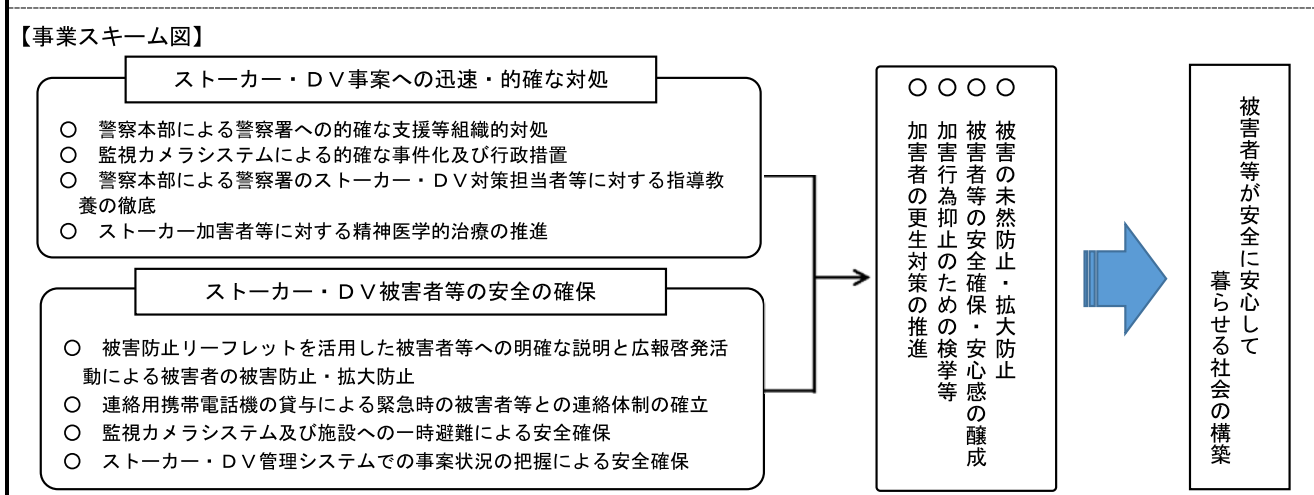 【事業スキーム図】
ストーカー・ＤＶ事案への迅速・的確な対処
○　警察本部による警察署への的確な支援等組織的対処
○　監視カメラシステムによる的確な事件化及び行政措置
○　警察本部による警察署のストーカー・ＤＶ対策担当者等に対する指導教
養の徹底
○　ストーカー加害者等に対する精神医学的治療の推進
ストーカー・ＤＶ被害者等の安全の確保
○　被害防止リーフレットを活用した被害者等への明確な説明と広報啓発活
動による被害者の被害防止・拡大防止
○　連絡用携帯電話機の貸与による緊急時の被害者等との連絡体制の確立
○　監視カメラシステム及び施設への一時避難による安全確保
○　ストーカー・ＤＶ管理システムでの事案状況の把握による安全確保
○　被害の未然防止・拡大防止
○　被害者等の安全確保・安心感の醸成
○　加害行為抑止のための検挙等
○　加害者の更生対策の推進
被害者等が安全に安心して
暮らせる社会の構築